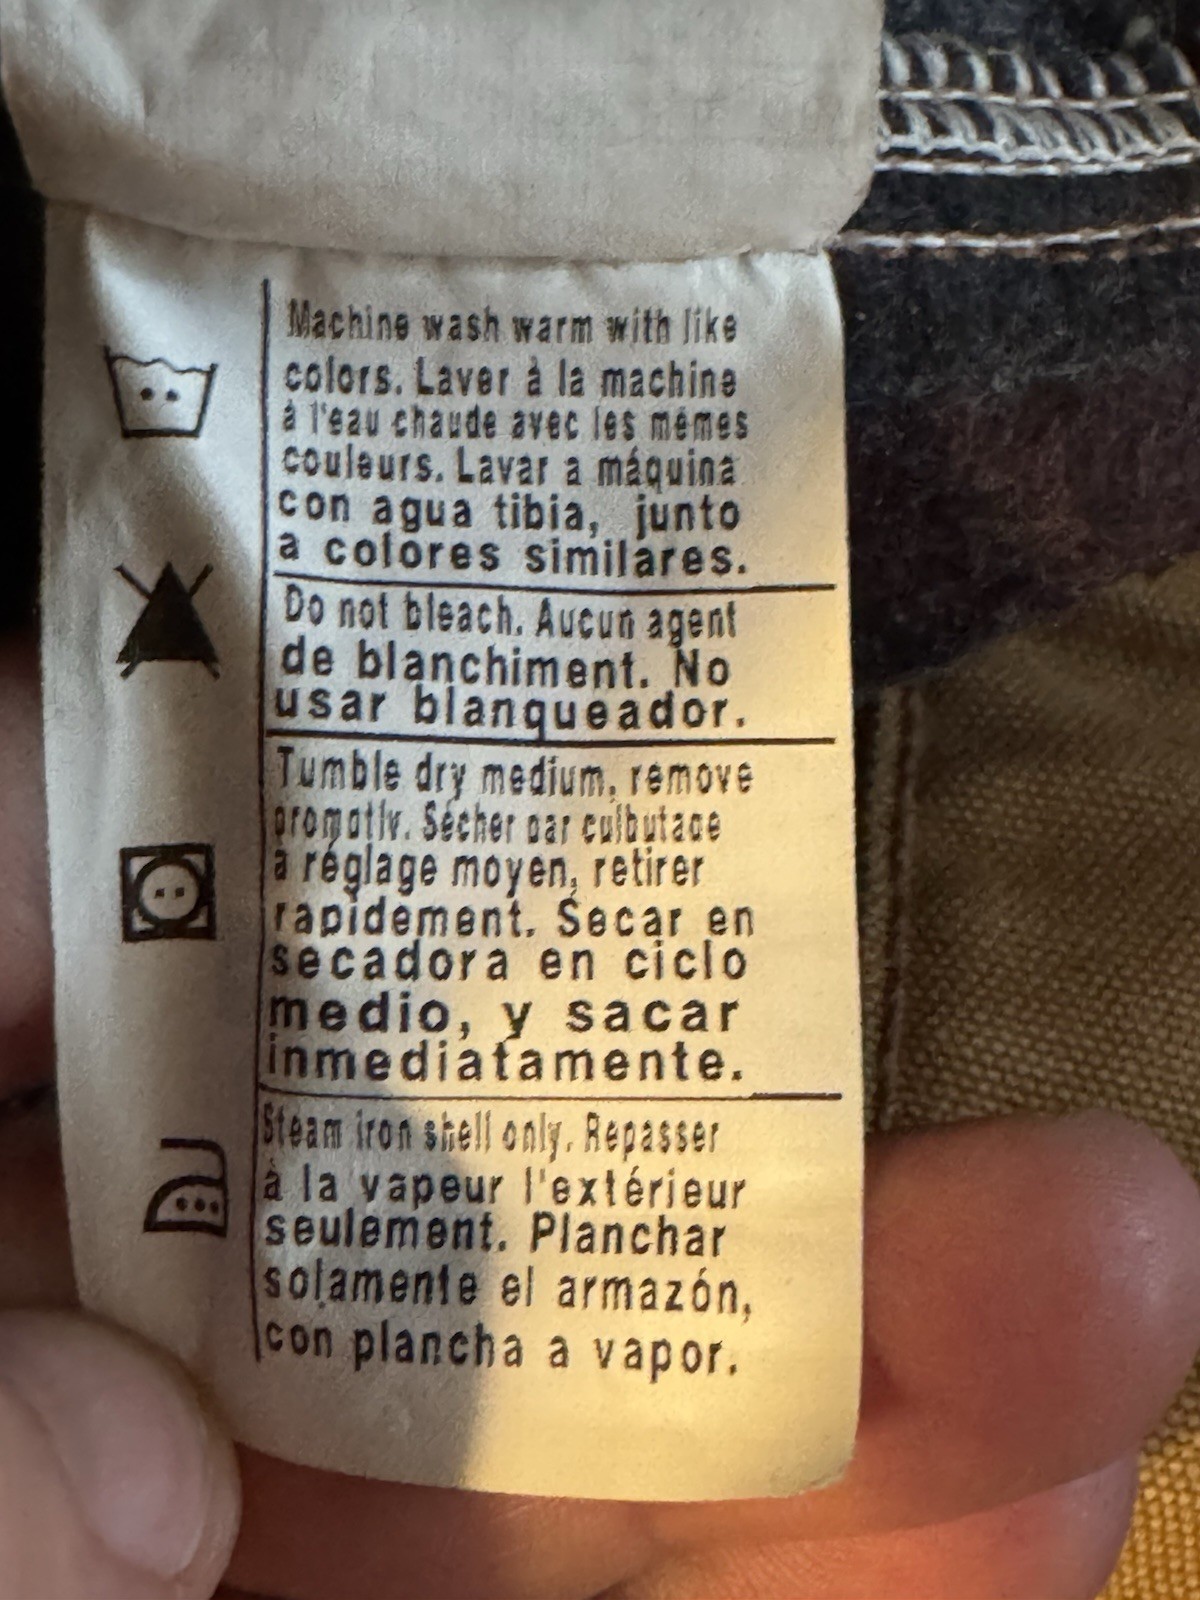 Machine wash warm with like
colors. Laver à la machine
à l'eau chaude avec les mêmes
couleurs. Lavar a máquina
con agua tibia, junto
a colores similares.
Do not bleach. Aucun agent
de blanchiment. No
usar blanqueador.
Tumble dry medium, remove
promptly. Sécher par culbutage
à réglage moyen, retirer
rapidement. Secar en
secadora en ciclo
medio, y sacar
inmediatamente.
Steam iron shell only. Repasser
à la vapeur l'extérieur
seulement. Planchar
solamente el armazón,
con plancha a vapor.